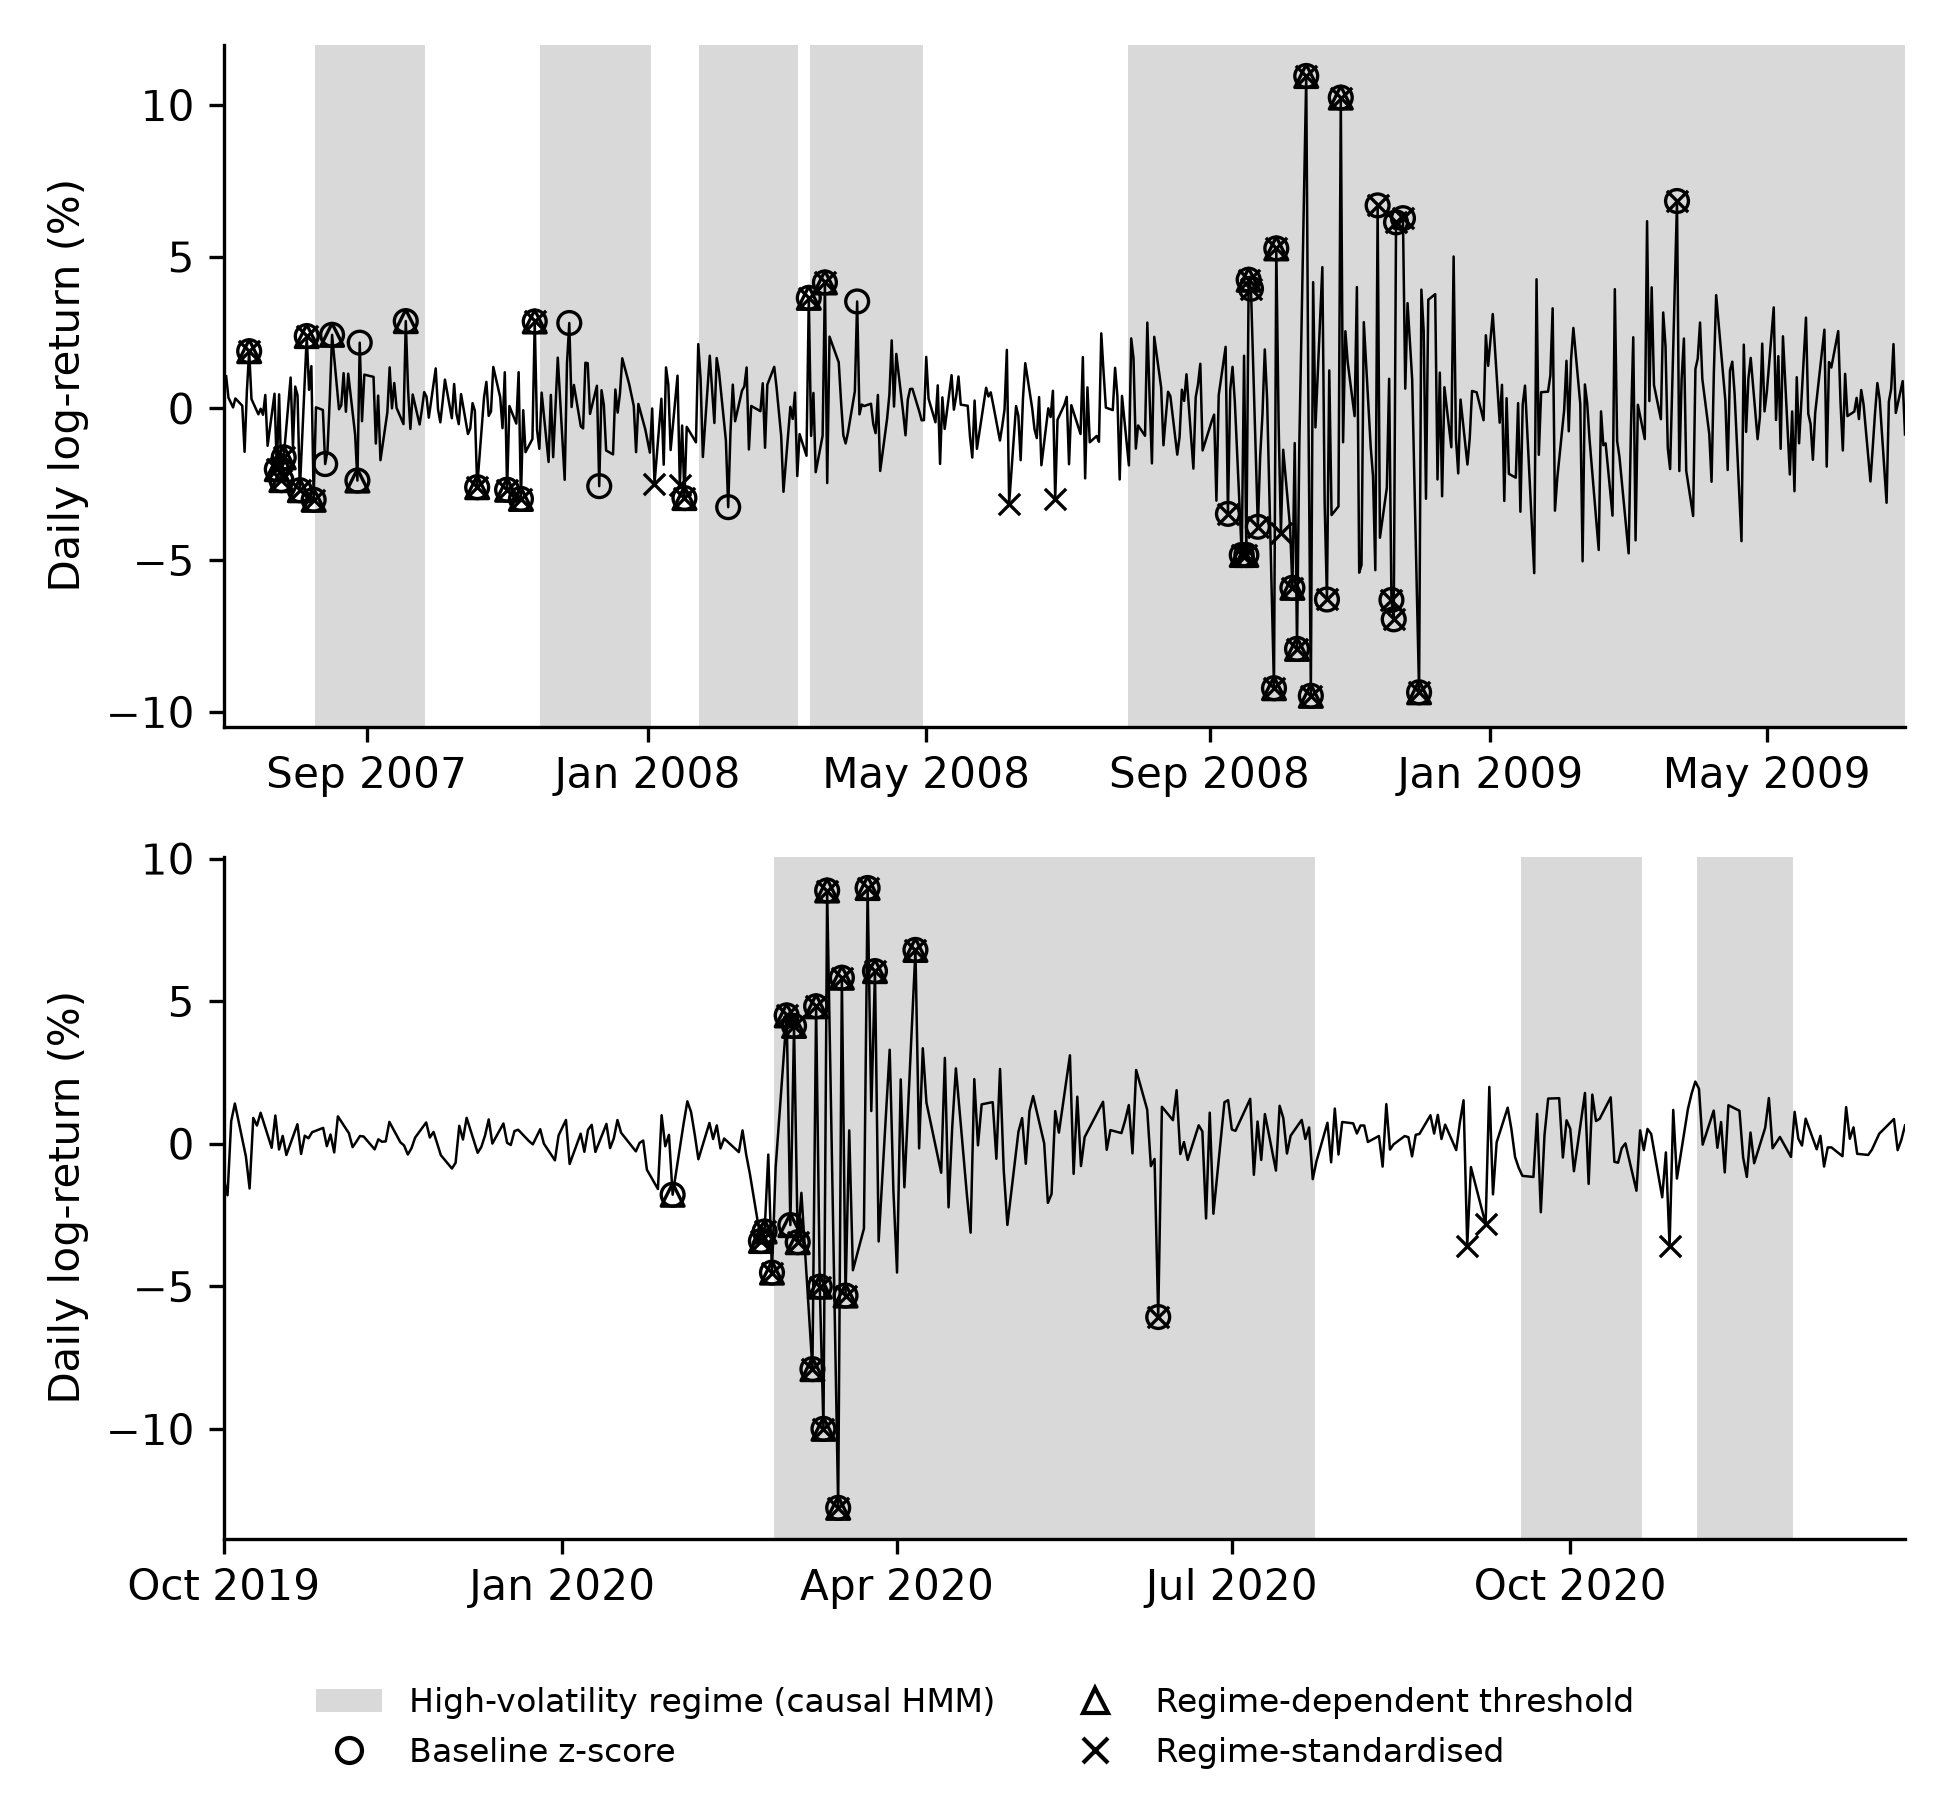 Daily log-return (%)
10
5
0
−5
−10
Sep 2007 Jan 2008 May 2008 Sep 2008 Jan 2009 May 2009
Daily log-return (%)
10
5
0
−5
−10
Oct 2019 Jan 2020 Apr 2020 Jul 2020 Oct 2020
High-volatility regime (causal HMM)
Baseline z-score
Regime-dependent threshold
Regime-standardised